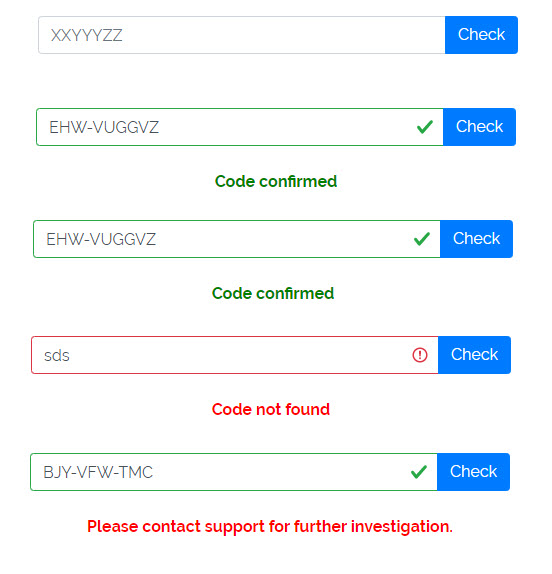 XXYYYZZ Check
EHW-VUGGVZ Check
Code confirmed
EHW-VUGGVZ Check
Code confirmed
sds Check
Code not found
BJY-VFW-TMC Check
Please contact support for further investigation.